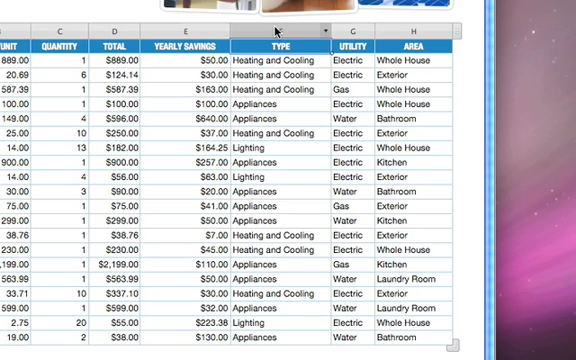 C D E G H
UNIT QUANTITY TOTAL YEARLY SAVINGS TYPE UTILITY AREA
889.00 1 $889.00 $50.00 Heating and Cooling Electric Whole House
20.69 6 $124.14 $30.00 Heating and Cooling Electric Exterior
587.39 1 $587.39 $163.00 Heating and Cooling Gas Whole House
100.00 1 $100.00 $100.00 Appliances Electric Whole House
149.00 4 $596.00 $640.00 Appliances Water Bathroom
25.00 10 $250.00 $37.00 Heating and Cooling Electric Exterior
14.00 13 $182.00 $164.25 Lighting Electric Whole House
900.00 1 $900.00 $257.00 Appliances Electric Kitchen
14.00 4 $56.00 $63.00 Lighting Electric Exterior
30.00 3 $90.00 $20.00 Appliances Water Bathroom
75.00 1 $75.00 $41.00 Appliances Gas Exterior
299.00 1 $299.00 $50.00 Appliances Water Kitchen
38.76 1 $38.76 $7.00 Heating and Cooling Electric Exterior
230.00 1 $230.00 $45.00 Heating and Cooling Electric Whole House
,199.00 1 $2,199.00 $110.00 Appliances Gas Kitchen
563.99 1 $563.99 $50.00 Appliances Water Laundry Room
33.71 10 $337.10 $30.00 Heating and Cooling Electric Exterior
599.00 1 $599.00 $32.00 Appliances Water Laundry Room
2.75 20 $55.00 $223.38 Lighting Electric Whole House
19.00 2 $38.00 $130.00 Appliances Water Bathroom